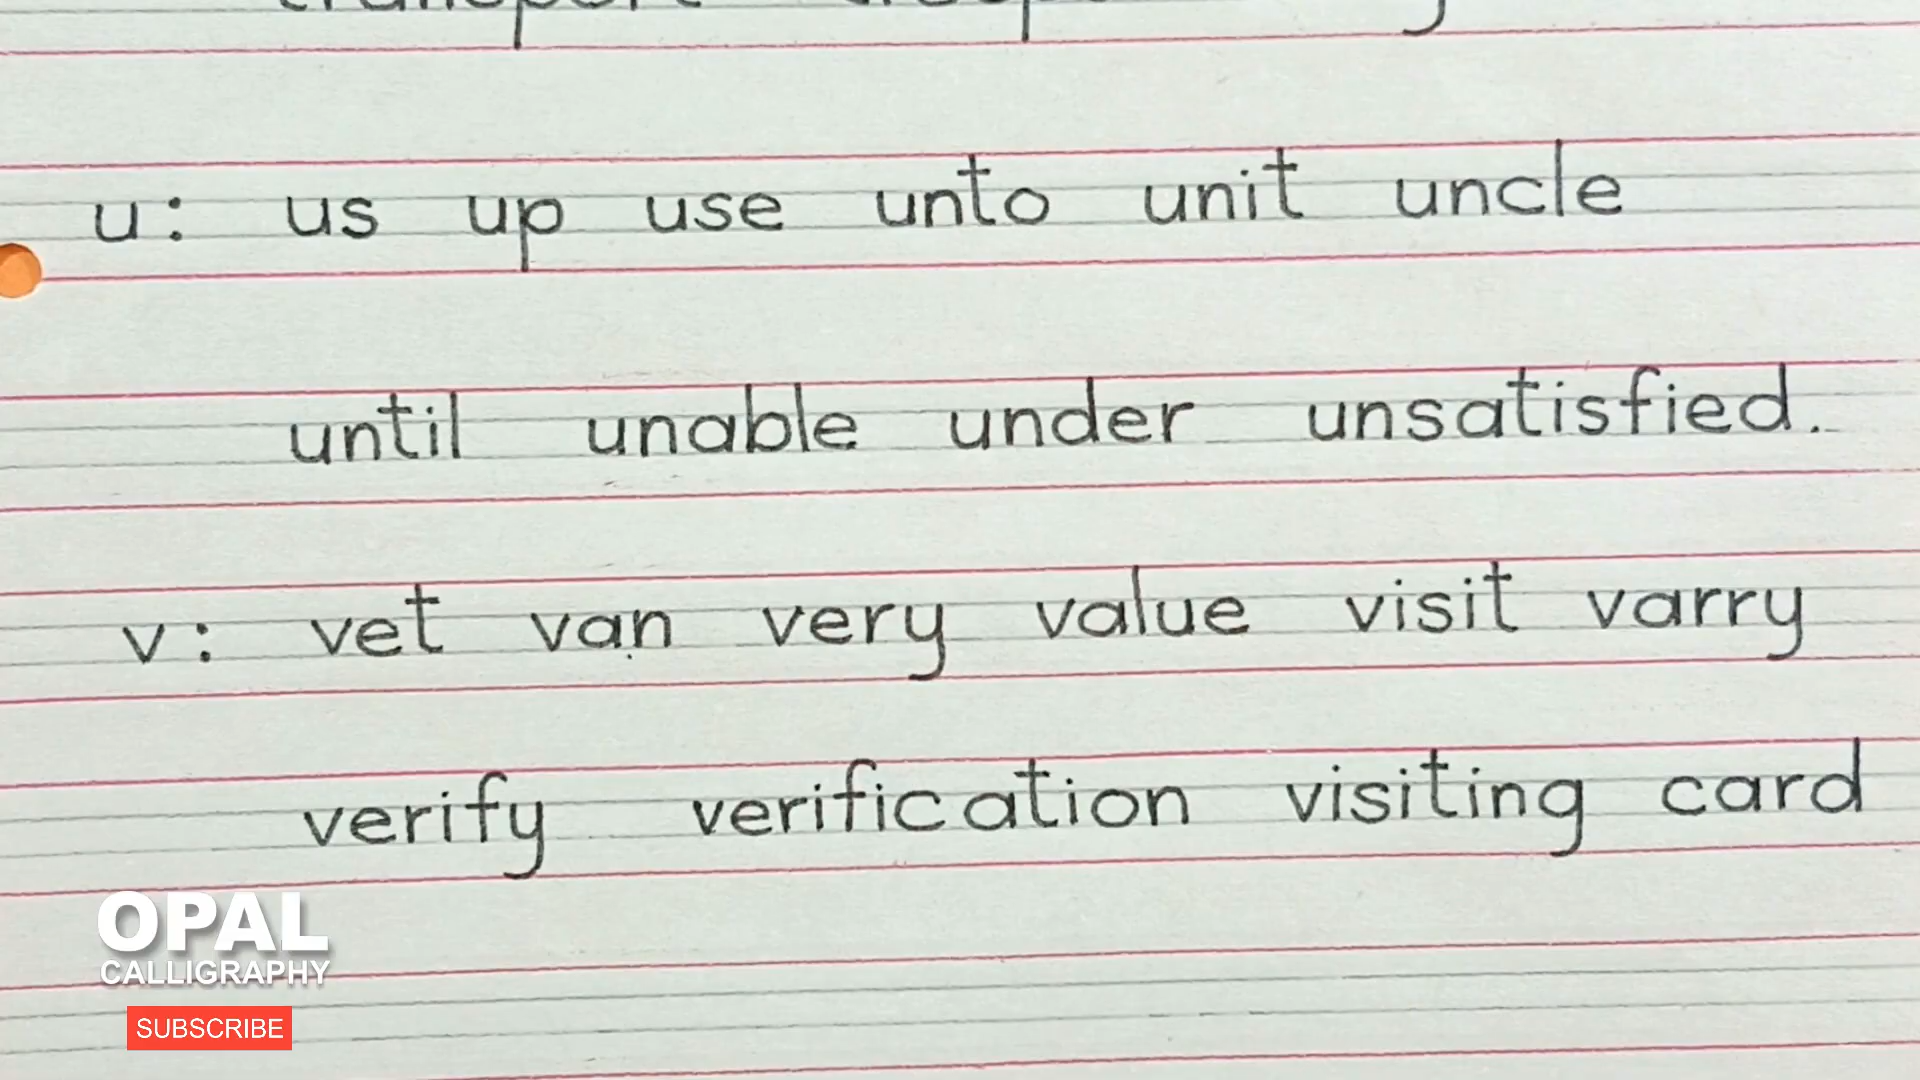 transport
u: us up use unto unit uncle
until unable under unsatisfied.
v: vet van very value visit varry
verify verification visiting card
OPAL
CALLIGRAPHY
SUBSCRIBE